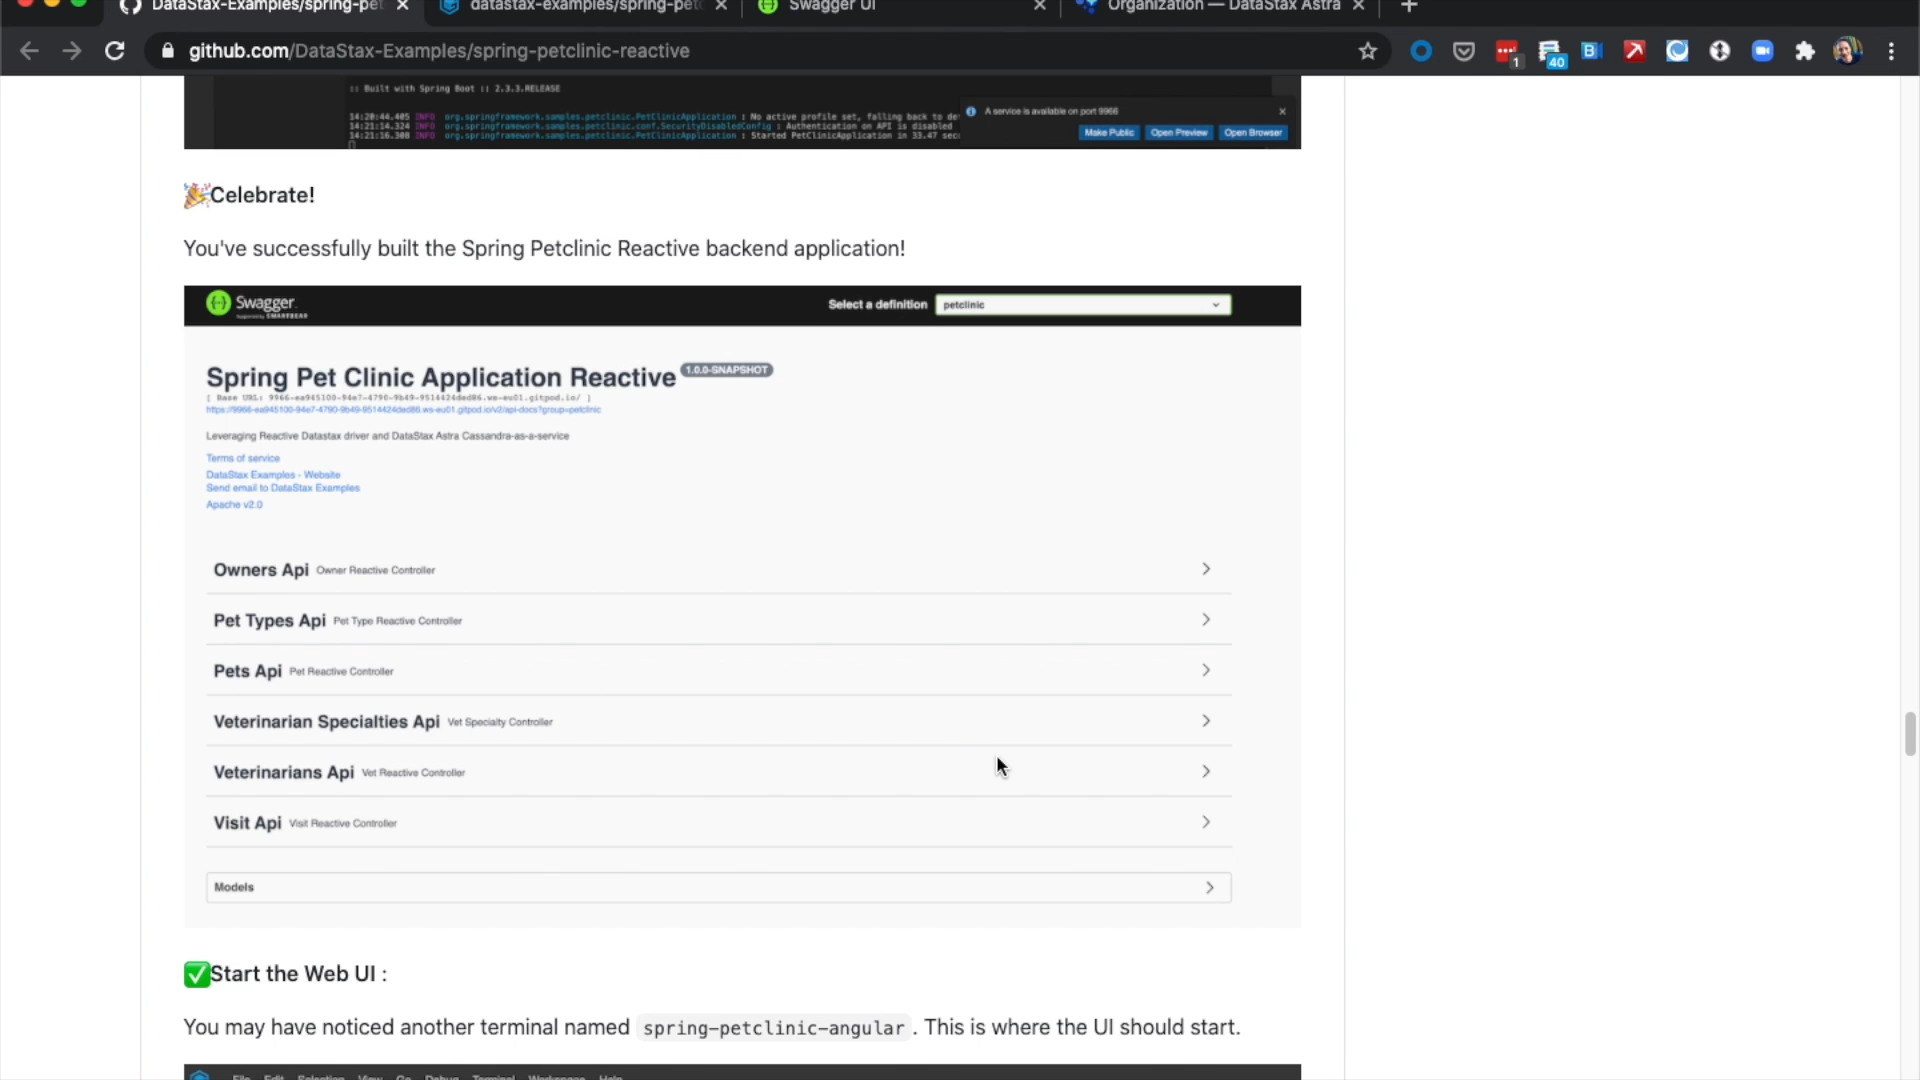 DataStax-Examples/spring-pet
datastax-examples/spring-petc
Swagger UI
Organization — DataStax Astra
github.com/DataStax-Examples/spring-petclinic-reactive
1
40
:: Built with Spring Boot :: 2.3.3.RELEASE
A service is available on port 9966
14:20:44.405 INFO org.springframework.samples.petclinic.PetClinicApplication : No active profile set, falling back to de
14:21:14.324 INFO org.springframework.samples.petclinic.conf.SecurityDisabledConfig : Authentication on API is disabled
14:21:16.308 INFO org.springframework.samples.petclinic.PetClinicApplication : Started PetClinicApplication in 33.47 sec
Make Public Open Preview Open Browser
Celebrate!
You've successfully built the Spring Petclinic Reactive backend application!
Swagger.
Supported by SMARTBEAR
Select a definition petclinic
Spring Pet Clinic Application Reactive 1.0.0-SNAPSHOT
[ Base URL: 9966-ea945100-94e7-4790-9b49-9514424ded86.ws-eu01.gitpod.io/ ]
https://9966-ea945100-94e7-4790-9b49-9514424ded86.ws-eu01.gitpod.io/v2/api-docs?group=petclinic
Leveraging Reactive Datastax driver and DataStax Astra Cassandra-as-a-service
Terms of service
DataStax Examples - Website
Send email to DataStax Examples
Apache v2.0
Owners Api Owner Reactive Controller
Pet Types Api Pet Type Reactive Controller
Pets Api Pet Reactive Controller
Veterinarian Specialties Api Vet Specialty Controller
Veterinarians Api Vet Reactive Controller
Visit Api Visit Reactive Controller
Models
Start the Web UI :
You may have noticed another terminal named spring-petclinic-angular. This is where the UI should start.
File Edit Selection View Go Debug Terminal Workspace Help